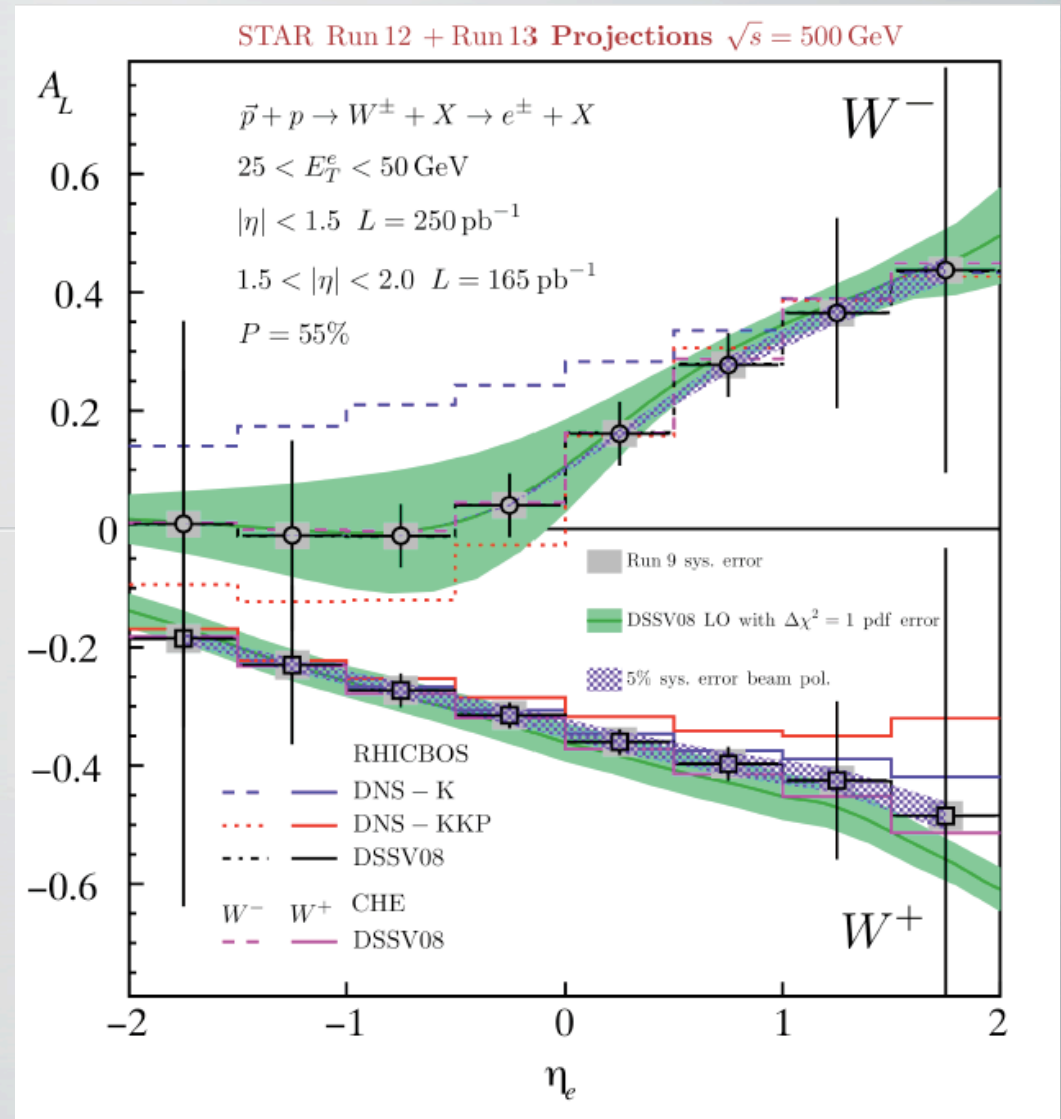 STAR Run 12 + Run 13 Projections √s = 500 GeV
A_L
p⃗ + p → W^± + X → e^± + X
25 < E_T^e < 50 GeV
|η| < 1.5 L = 250 pb^−1
1.5 < |η| < 2.0 L = 165 pb^−1
P = 55%
W^−
0.6
0.4
0.2
0
−0.2
−0.4
−0.6
Run 9 sys. error
DSSV08 LO with Δχ^2 = 1 pdf error
5% sys. error beam pol.
RHICBOS
DNS − K
DNS − KKP
DSSV08
W^− W^+ CHE
DSSV08
W^+
−2 −1 0 1 2
η_e